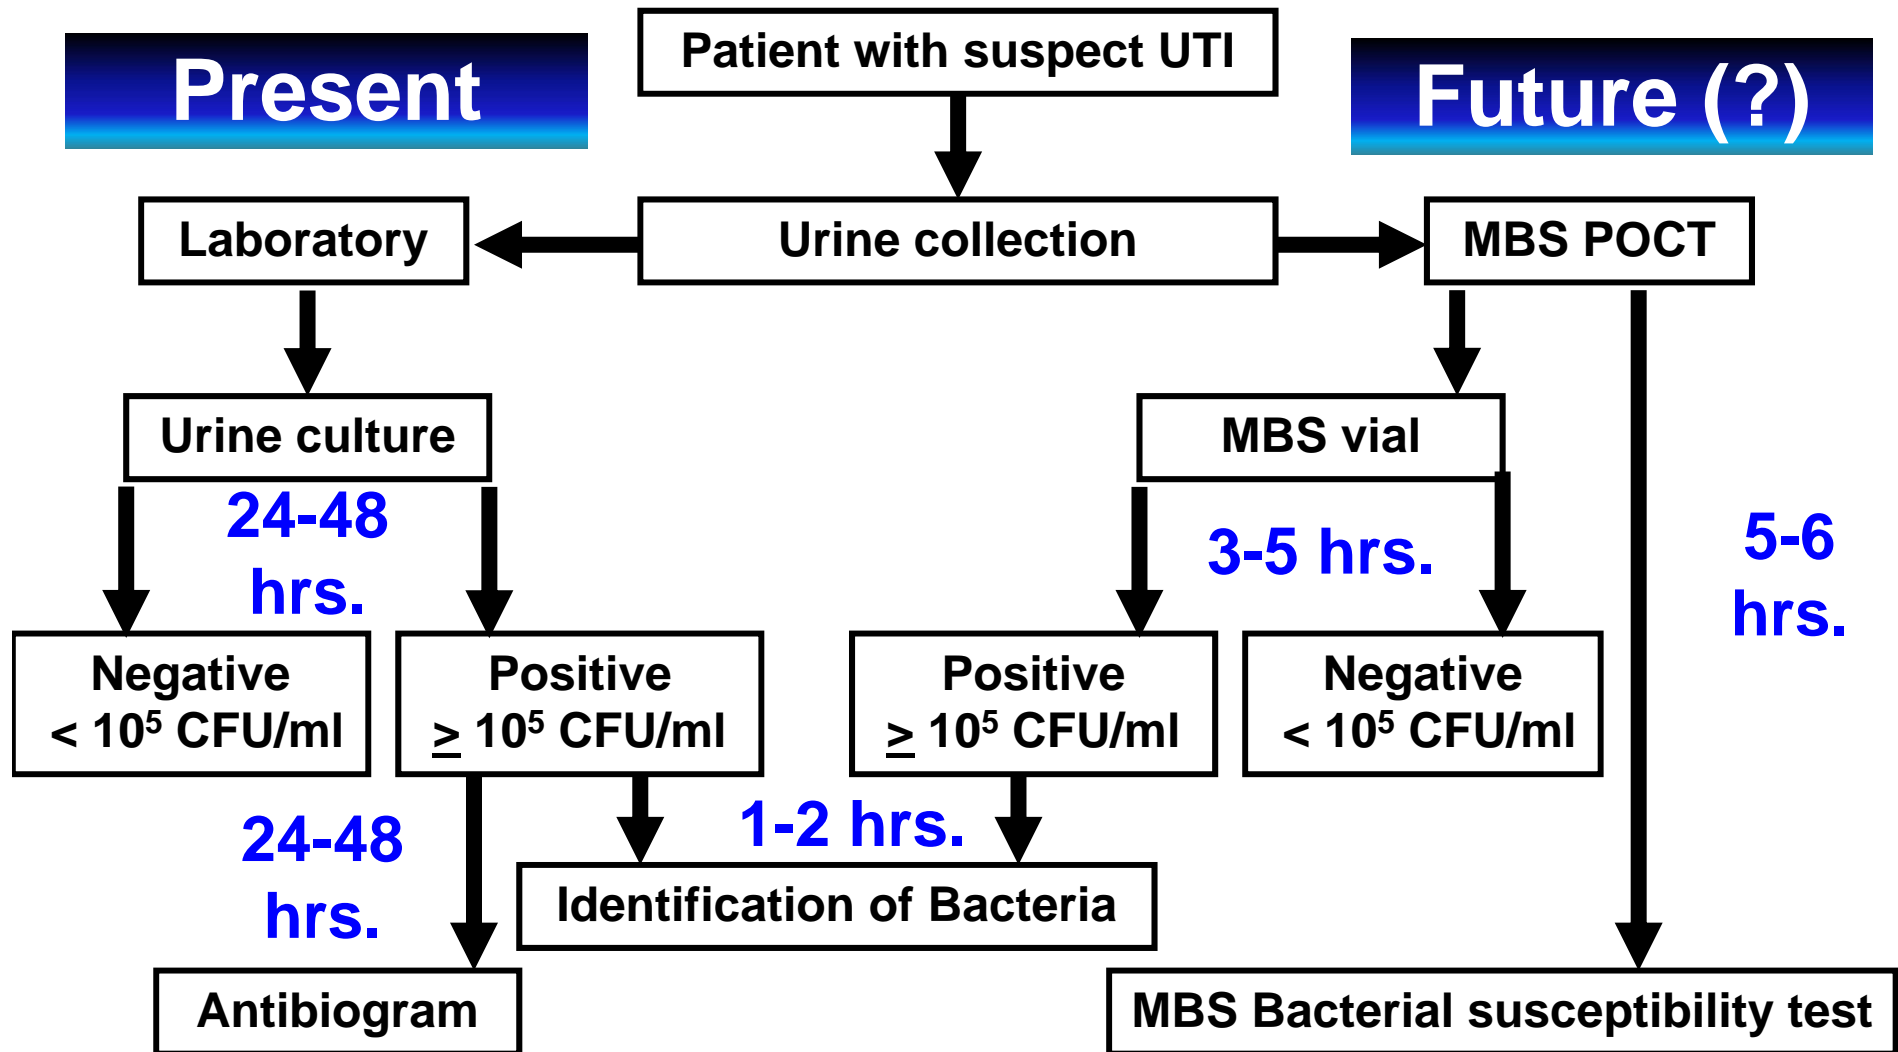 Present
Patient with suspect UTI
Future (?)
Laboratory
Urine collection
MBS POCT
Urine culture
MBS vial
24-48
hrs.
3-5 hrs.
5-6
hrs.
Negative
< 10⁵ CFU/ml
Positive
≥ 10⁵ CFU/ml
Positive
≥ 10⁵ CFU/ml
Negative
< 10⁵ CFU/ml
24-48
hrs.
1-2 hrs.
Identification of Bacteria
Antibiogram
MBS Bacterial susceptibility test